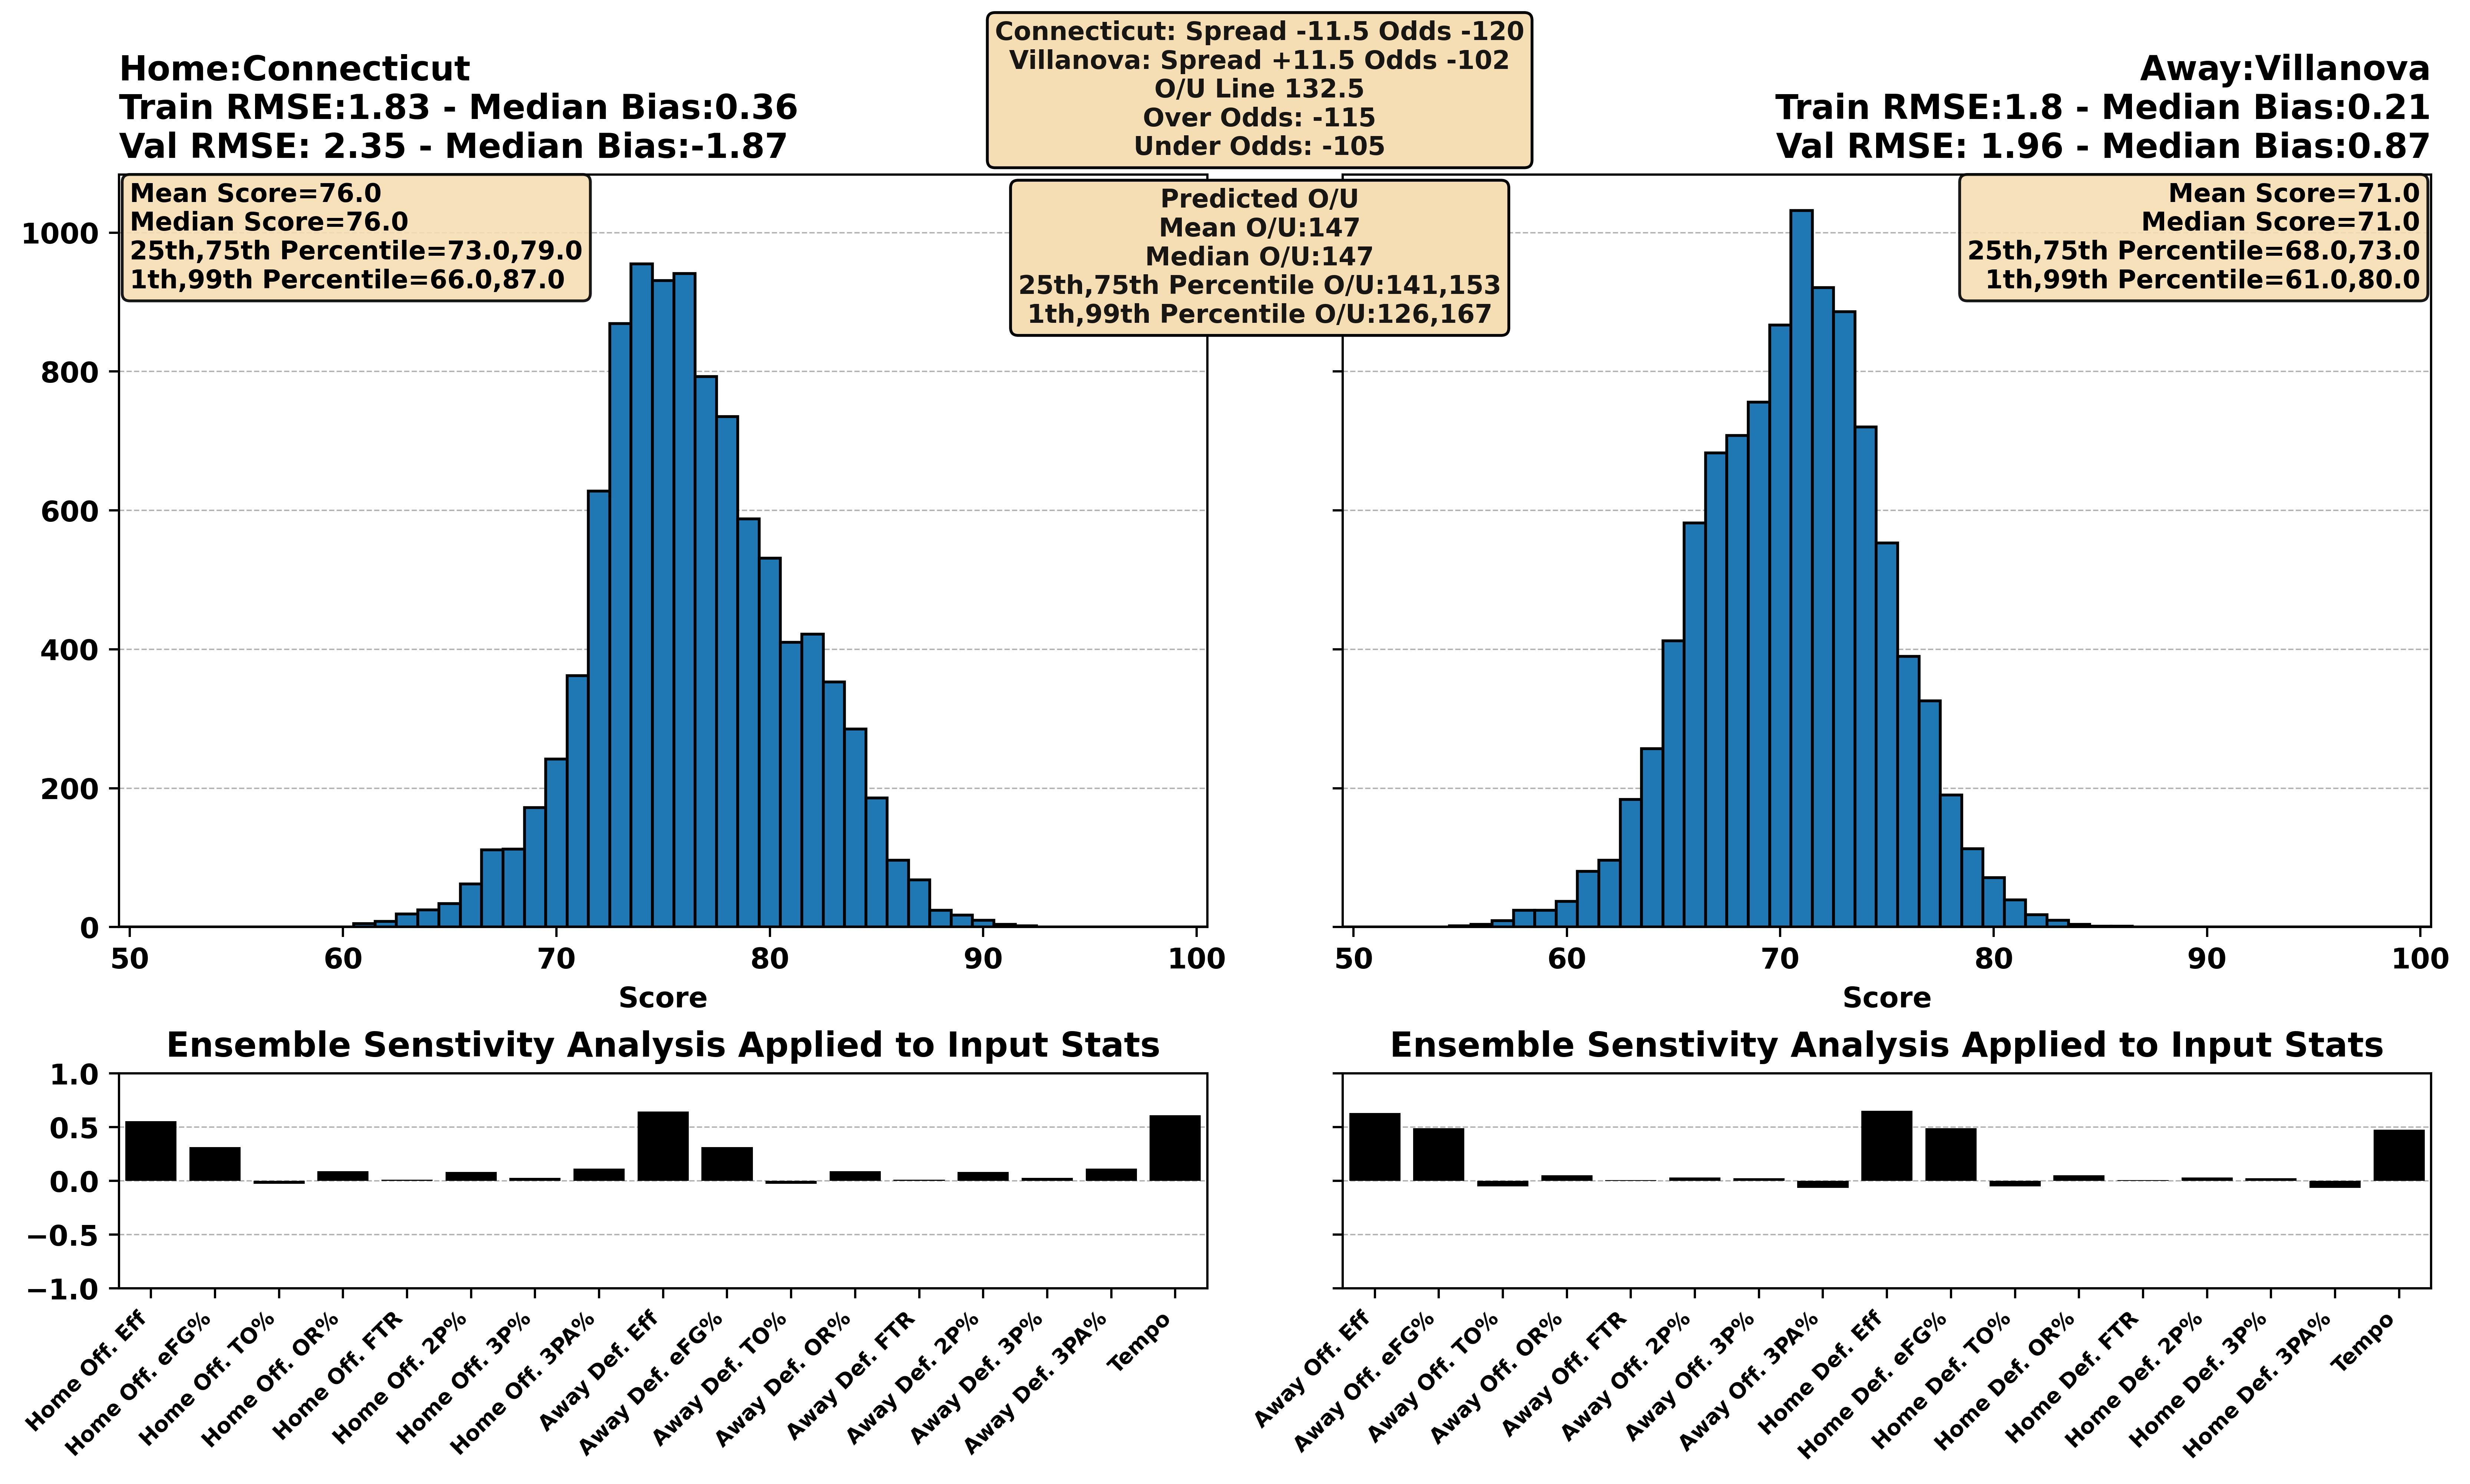 Connecticut: Spread -11.5 Odds -120
Villanova: Spread +11.5 Odds -102
O/U Line 132.5
Over Odds: -115
Under Odds: -105
Home:Connecticut
Train RMSE:1.83 - Median Bias:0.36
Val RMSE: 2.35 - Median Bias:-1.87
Away:Villanova
Train RMSE:1.8 - Median Bias:0.21
Val RMSE: 1.96 - Median Bias:0.87
Mean Score=76.0
Median Score=76.0
25th,75th Percentile=73.0,79.0
1th,99th Percentile=66.0,87.0
Predicted O/U
Mean O/U:147
Median O/U:147
25th,75th Percentile O/U:141,153
1th,99th Percentile O/U:126,167
Mean Score=71.0
Median Score=71.0
25th,75th Percentile=68.0,73.0
1th,99th Percentile=61.0,80.0
1000
800
600
400
200
0
50 60 70 80 90 100
Score
50 60 70 80 90 100
Score
Ensemble Senstivity Analysis Applied to Input Stats
1.0
0.5
0.0
−0.5
−1.0
Home Off. Eff
Home Off. eFG%
Home Off. TO%
Home Off. OR%
Home Off. FTR
Home Off. 2P%
Home Off. 3P%
Home Off. 3PA%
Away Def. Eff
Away Def. eFG%
Away Def. TO%
Away Def. OR%
Away Def. FTR
Away Def. 2P%
Away Def. 3P%
Away Def. 3PA%
Tempo
Ensemble Senstivity Analysis Applied to Input Stats
Away Off. Eff
Away Off. eFG%
Away Off. TO%
Away Off. OR%
Away Off. FTR
Away Off. 2P%
Away Off. 3P%
Away Off. 3PA%
Home Def. Eff
Home Def. eFG%
Home Def. TO%
Home Def. OR%
Home Def. FTR
Home Def. 2P%
Home Def. 3P%
Home Def. 3PA%
Tempo